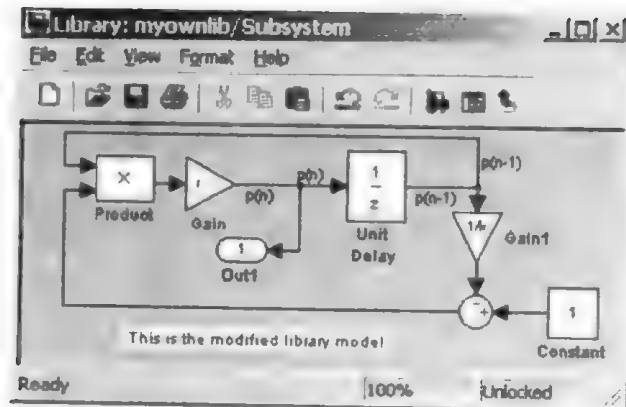 Library: myownlib/Subsystem
File Edit View Format Help
p(n-1)
×
Product
r
Gain
p(n)
p(n)
1
z
Unit
Delay
p(n-1)
Gain1
1
Out1
- +
1
Constant
This is the modified library model
Ready 100% Unlocked